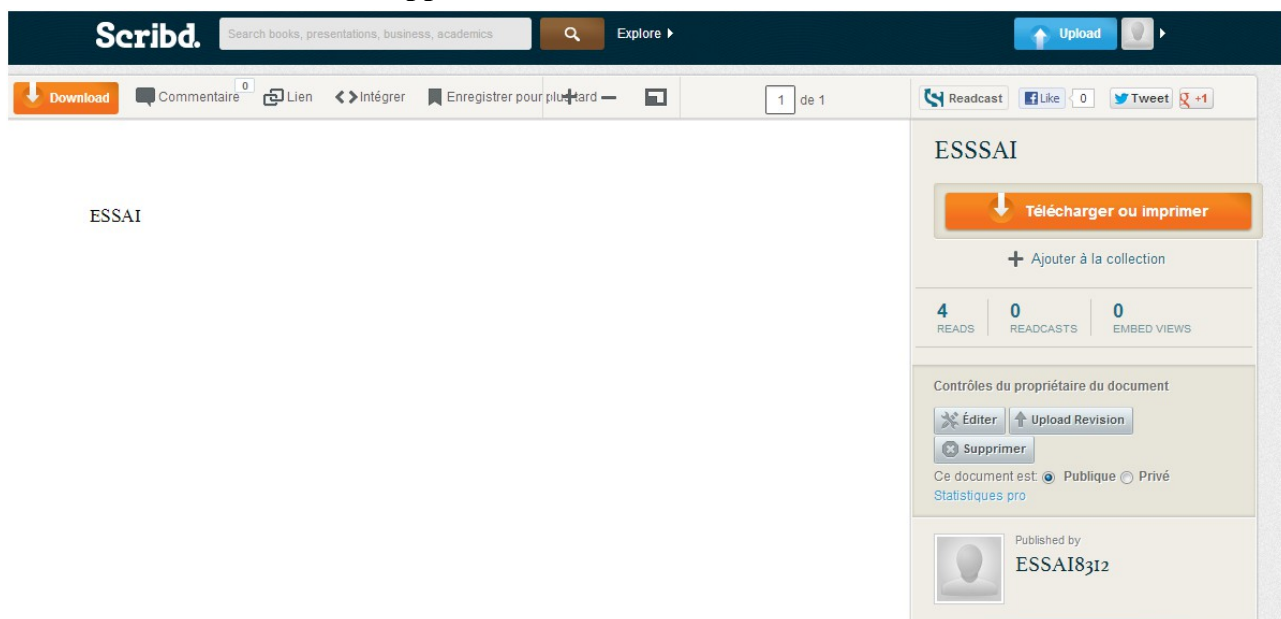 Scribd. Search books, presentations, business, academics Explore Upload
Download Commentaire 0 Lien Intégrer Enregistrer pour plus tard 1 de 1 Readcast Like 0 Tweet +1
ESSSAI
Télécharger ou imprimer
ESSAI
Ajouter à la collection
4 0 0
READS READCASTS EMBED VIEWS
Contrôles du propriétaire du document
Éditer Upload Revision
Supprimer
Ce document est: Publique Privé
Statistiques pro
Published by
ESSAI8312